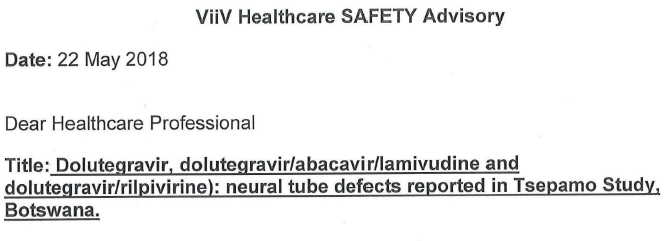 ViiV Healthcare SAFETY Advisory
Date: 22 May 2018
Dear Healthcare Professional
Title: Dolutegravir, dolutegravir/abacavir/lamivudine and
dolutegravir/rilpivirine): neural tube defects reported in Tsepamo Study,
Botswana.